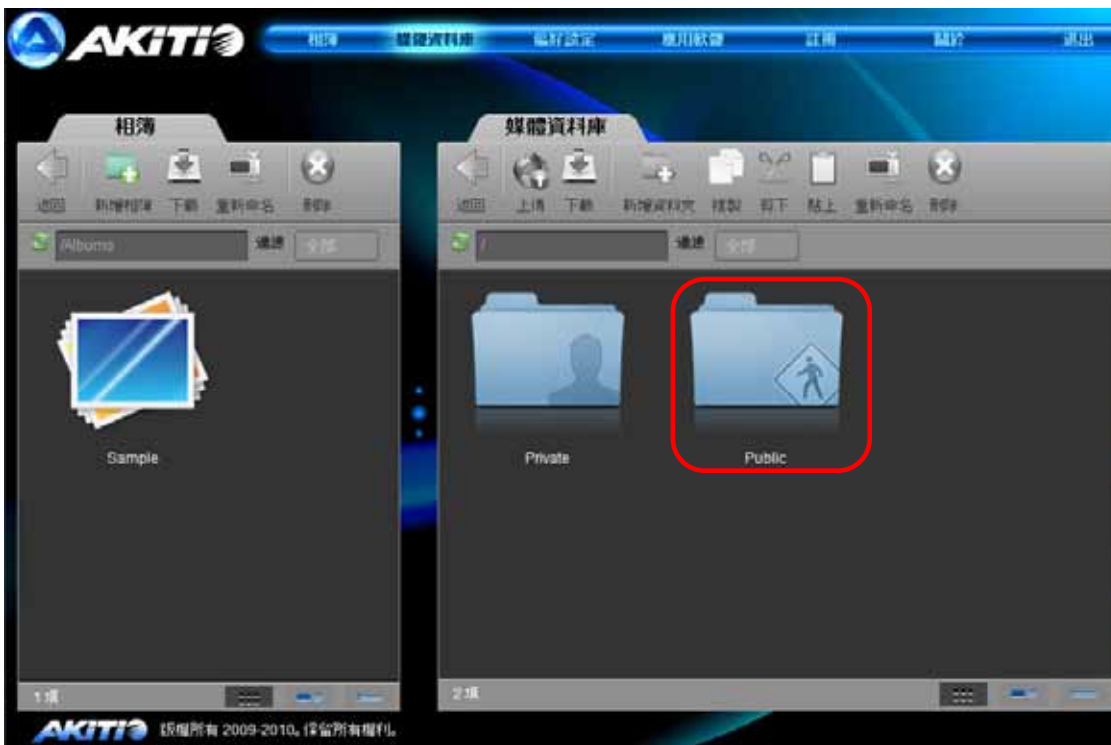 AKiTiO 相簿 媒體資料庫 偏好設定 應用軟體 註冊 關於 退出
相簿
返回 新增相簿 下載 重新命名 刪除
/Albums 過濾 全部
Sample
1 項
媒體資料庫
返回 上傳 下載 新增資料夾 複製 剪下 貼上 重新命名 刪除
/ 過濾 全部
Private Public
2 項
AKiTiO 版權所有 2009-2010。保留所有權利。